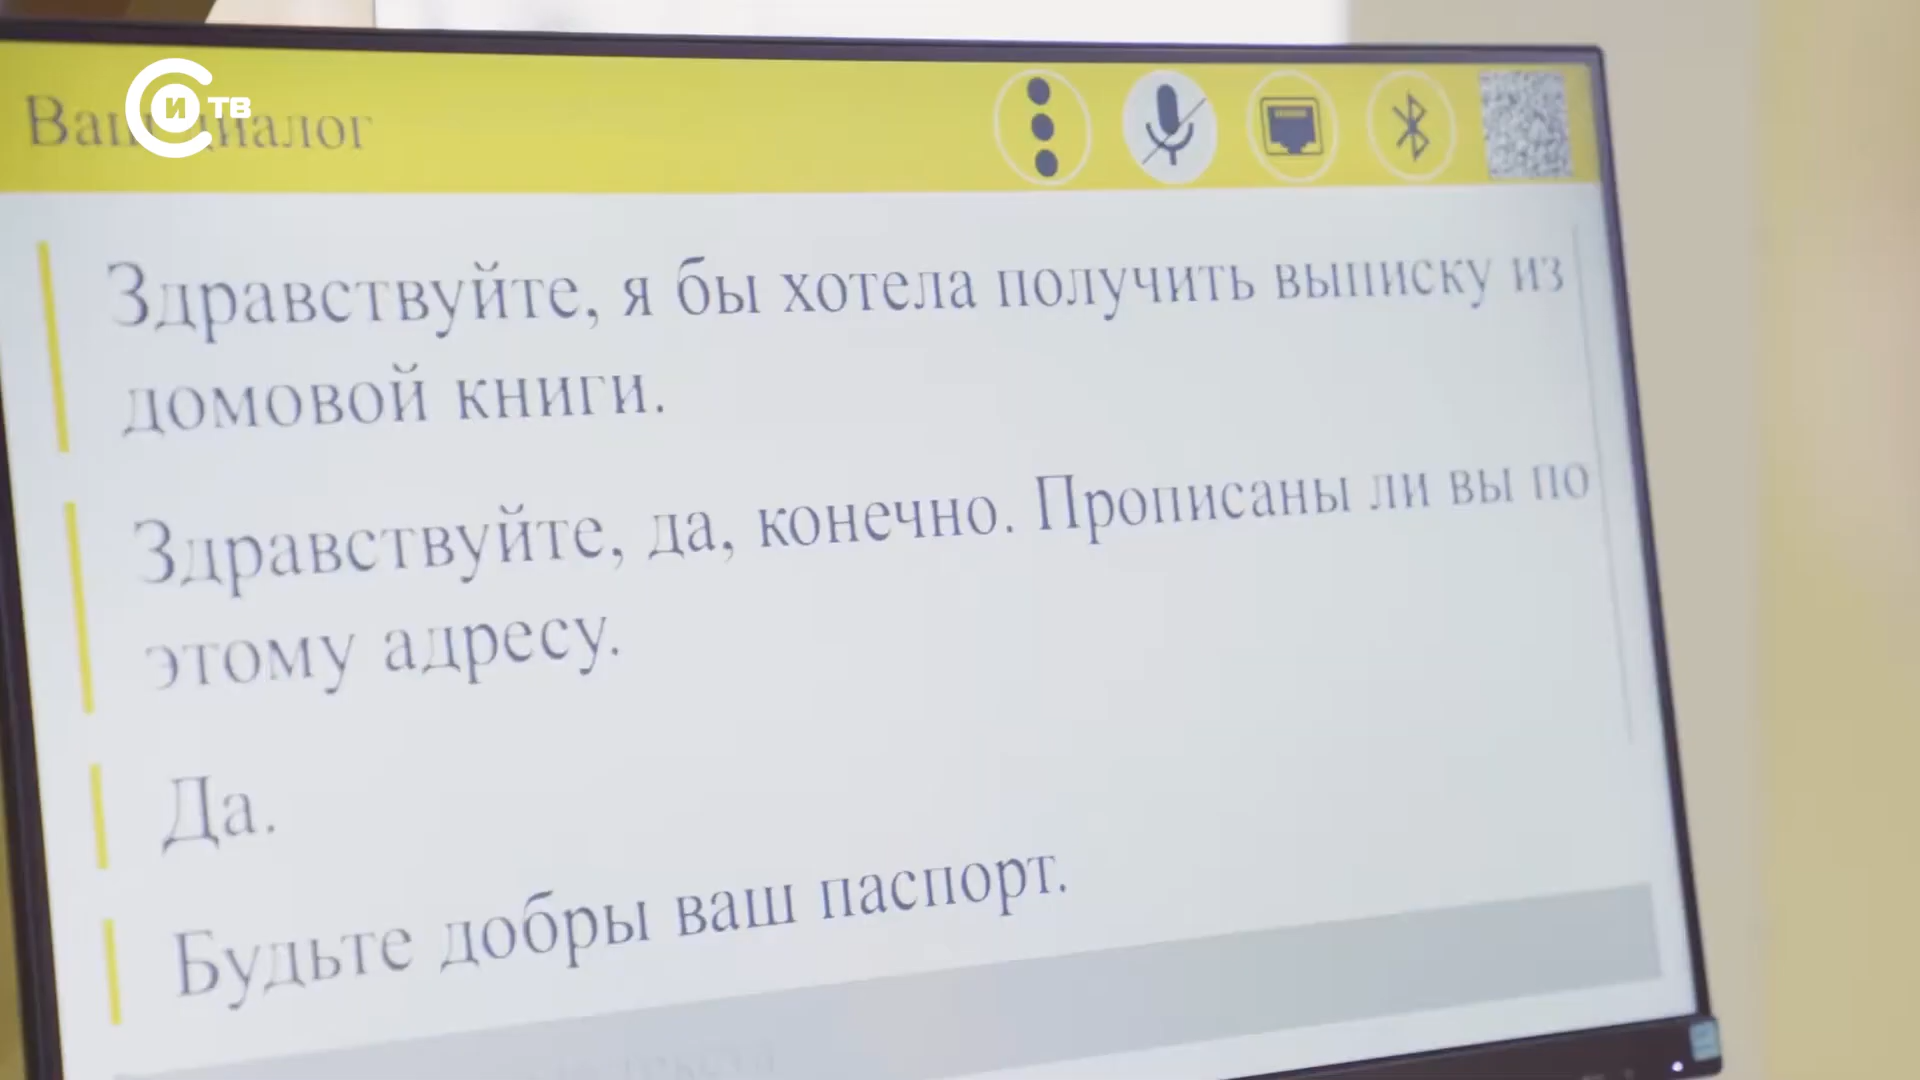 Ваш диалог
СИТВ
Здравствуйте, я бы хотела получить выписку из
домовой книги.
Здравствуйте, да, конечно. Прописаны ли вы по
этому адресу.
Да.
Будьте добры ваш паспорт.